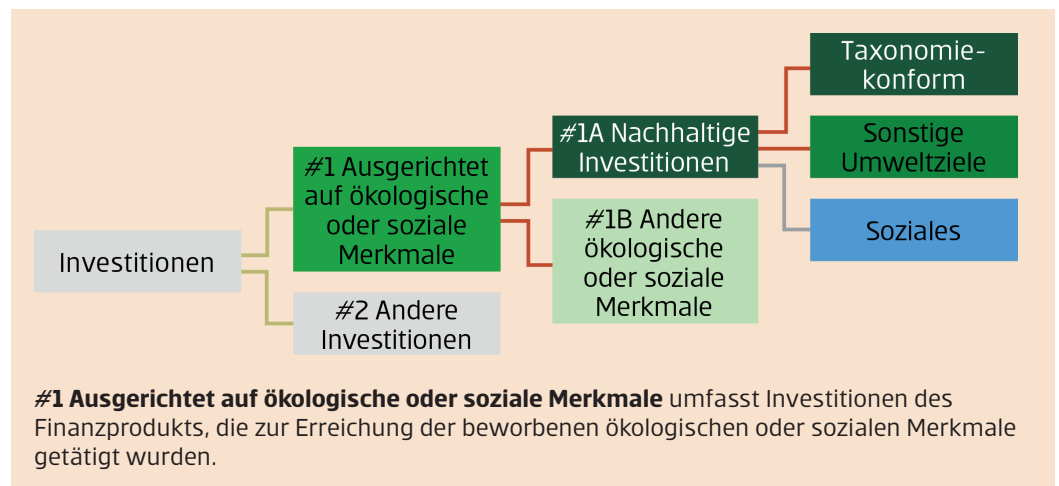 Investitionen
#1 Ausgerichtet
auf ökologische
oder soziale
Merkmale
#2 Andere
Investitionen
#1A Nachhaltige
Investitionen
#1B Andere
ökologische
oder soziale
Merkmale
Taxonomie-
konform
Sonstige
Umweltziele
Soziales
#1 Ausgerichtet auf ökologische oder soziale Merkmale umfasst Investitionen des
Finanzprodukts, die zur Erreichung der beworbenen ökologischen oder sozialen Merkmale
getätigt wurden.